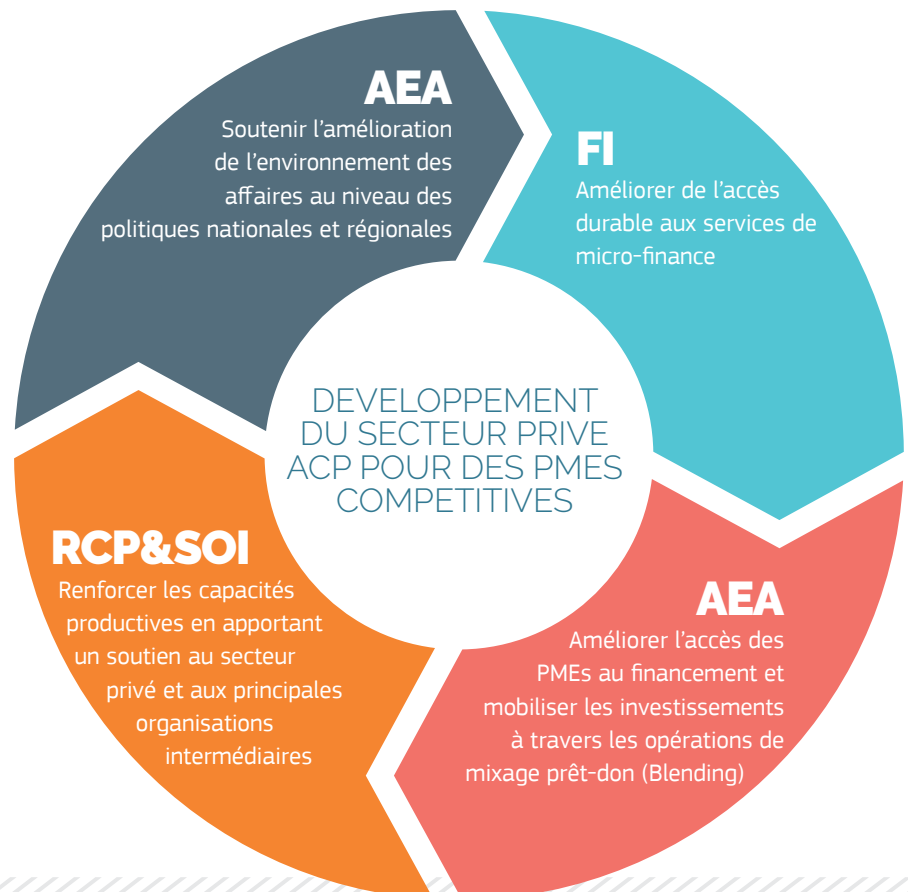 AEA
Soutenir l'amélioration
de l'environnement des
affaires au niveau des
politiques nationales et régionales
FI
Améliorer de l'accès
durable aux services de
micro-finance
DEVELOPPEMENT
DU SECTEUR PRIVE
ACP POUR DES PMES
COMPETITIVES
RCP&SOI
Renforcer les capacités
productives en apportant
un soutien au secteur
privé et aux principales
organisations
intermédiaires
AEA
Améliorer l'accès des
PMEs au financement et
mobiliser les investissements
à travers les opérations de
mixage prêt-don (Blending)